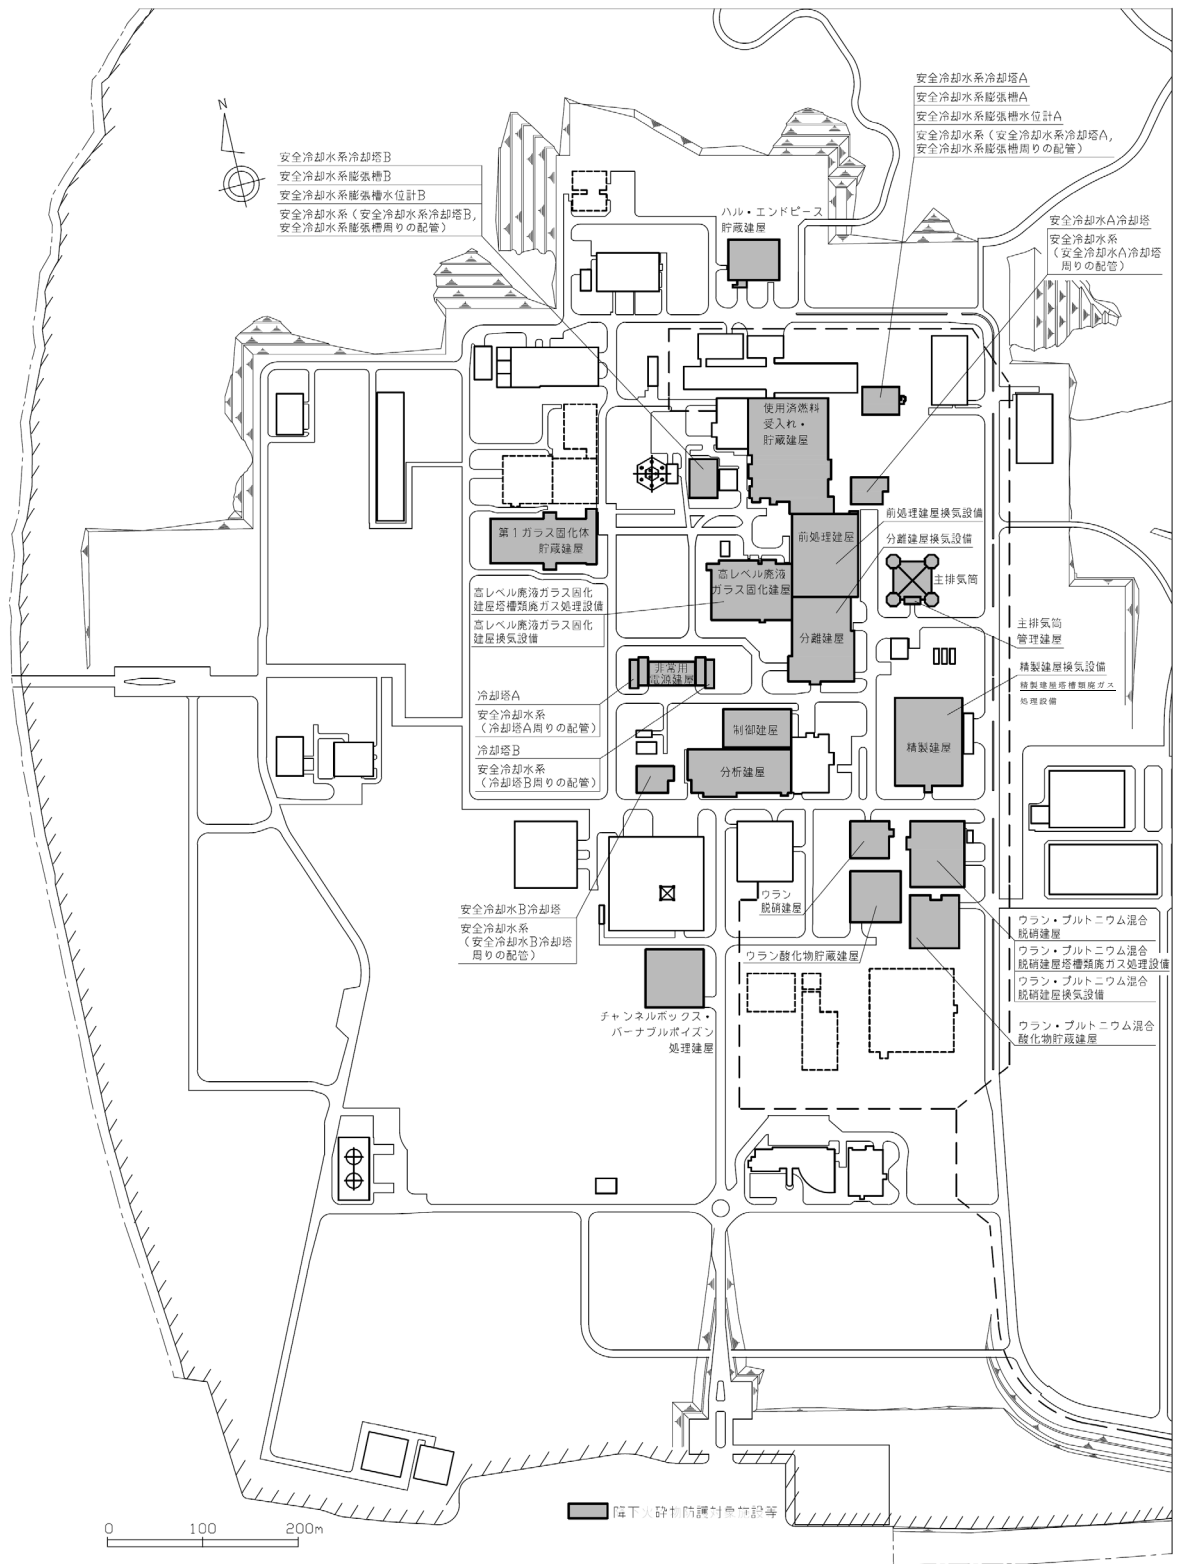 安全冷却水系冷却塔A
安全冷却水系膨張槽A
安全冷却水系膨張槽水位計A
安全冷却水系（安全冷却水系冷却塔A,
安全冷却水系膨張槽周りの配管）
N
安全冷却水系冷却塔B
安全冷却水系膨張槽B
安全冷却水系膨張槽水位計B
安全冷却水系（安全冷却水系冷却塔B,
安全冷却水系膨張槽周りの配管）
ハル・エンドピース
貯蔵建屋
安全冷却水A冷却塔
安全冷却水系
（安全冷却水A冷却塔
周りの配管）
使用済燃料
受入れ・
貯蔵建屋
前処理建屋換気設備
分離建屋換気設備
第1ガラス固化体
貯蔵建屋
前処理建屋
高レベル廃液
ガラス固化建屋
主排気筒
高レベル廃液ガラス固化
建屋塔槽類廃ガス処理設備
高レベル廃液ガラス固化
建屋換気設備
分離建屋
主排気筒
管理建屋
非常用
電源建屋
精製建屋換気設備
精製建屋塔槽類廃ガス
処理設備
冷却塔A
安全冷却水系
（冷却塔A周りの配管）
冷却塔B
安全冷却水系
（冷却塔B周りの配管）
制御建屋
分析建屋
精製建屋
安全冷却水B冷却塔
安全冷却水系
（安全冷却水B冷却塔
周りの配管）
ウラン
脱硝建屋
ウラン酸化物貯蔵建屋
ウラン・プルトニウム混合
脱硝建屋
ウラン・プルトニウム混合
脱硝建屋塔槽類廃ガス処理設備
ウラン・プルトニウム混合
脱硝建屋換気設備
ウラン・プルトニウム混合
酸化物貯蔵建屋
チャンネルボックス・
バーナブルポイズン
処理建屋
降下火砕物防護対象施設等
0 100 200m